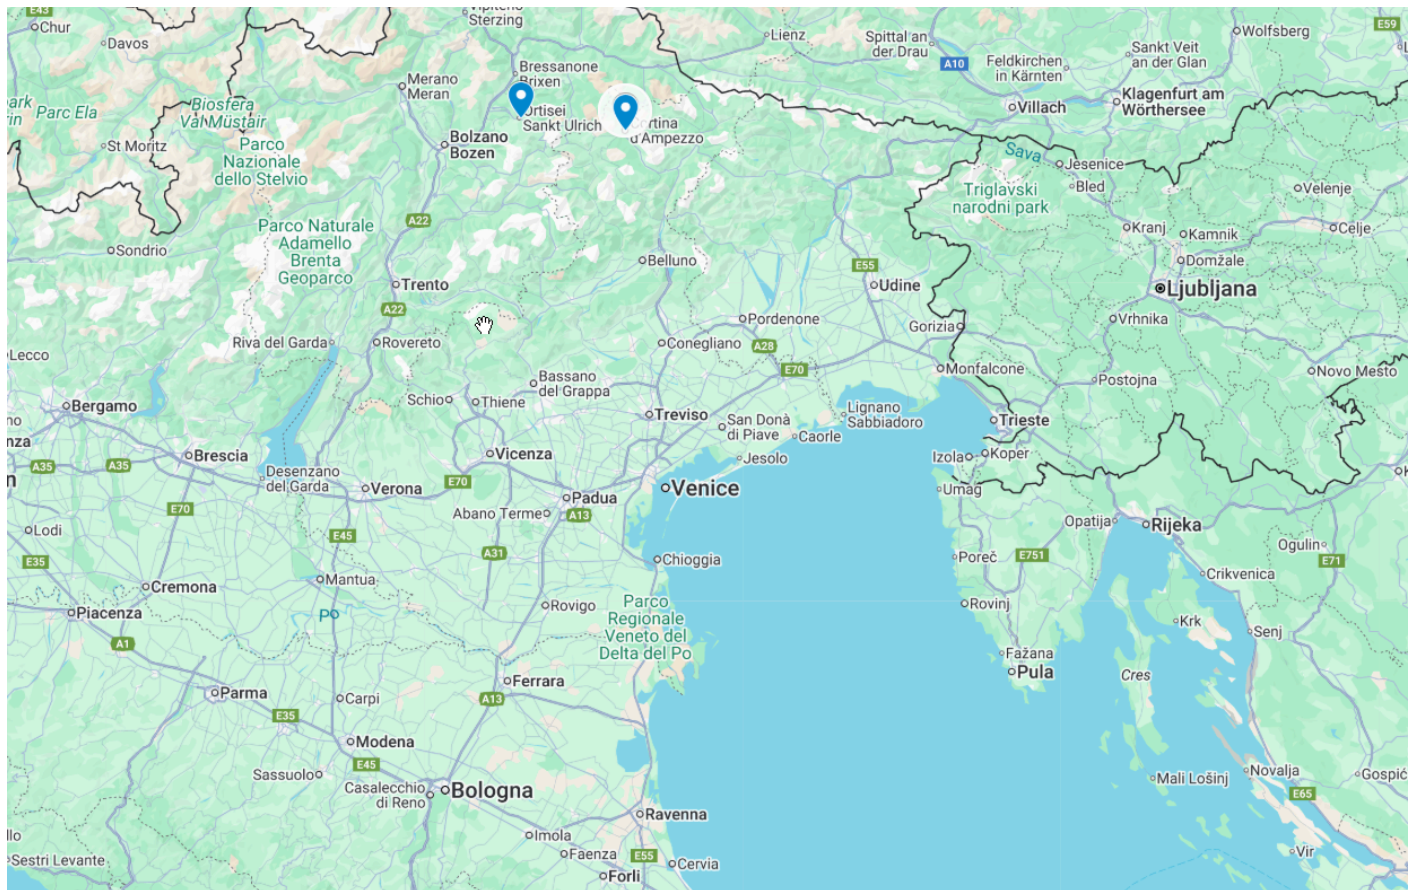 E43
Chur
Davos
ark
rin
Parc Ela
St Moritz
Biosfera
Val Müstair
Parco
Nazionale
dello Stelvio
Vipiteno
Sterzing
Merano
Meran
Bressanone
Brixen
Ortisei
Sankt Ulrich
Cortina
d'Ampezzo
Bolzano
Bozen
Lienz
Spittal an
der Drau
A10
Feldkirchen
in Kärnten
Sankt Veit
an der Glan
Wolfsberg
E59
Klagenfurt am
Wörthersee
Villach
Sava
Jesenice
Bled
Triglavski
narodni park
Velenje
Kranj
Kamnik
Celje
Domžale
Ljubljana
Vrhnika
A22
Parco Naturale
Adamello
Brenta
Geoparco
Sondrio
Belluno
E55
Udine
Trento
A22
Pordenone
Gorizia
Lecco
Riva del Garda
Rovereto
Conegliano
A28
E70
Monfalcone
Postojna
Novo Mesto
Bassano
del Grappa
Schio
Thiene
Bergamo
no
nza
n
Treviso
San Donà
di Piave
Lignano
Sabbiadoro
Caorle
Trieste
A35
A35
Brescia
Vicenza
Jesolo
Izola
Koper
Desenzano
del Garda
Verona
E70
Venice
Umag
Padua
Abano Terme
A13
E70
Opatija
Rijeka
Lodi
E45
Ogulin
E35
A31
Chioggia
Poreč
E751
E71
Cremona
Mantua
Crikvenica
Piacenza
Po
Rovigo
Parco
Regionale
Veneto del
Delta del Po
Rovinj
Krk
Senj
A1
Fažana
Pula
Cres
Ferrara
Parma
Carpi
A13
E35
Modena
E45
Sassuolo
Casalecchio
di Reno
Bologna
Mali Lošinj
Novalja
Gospić
E65
Ravenna
llo
Imola
Sestri Levante
Faenza
E55
Cervia
Vir
Forlì